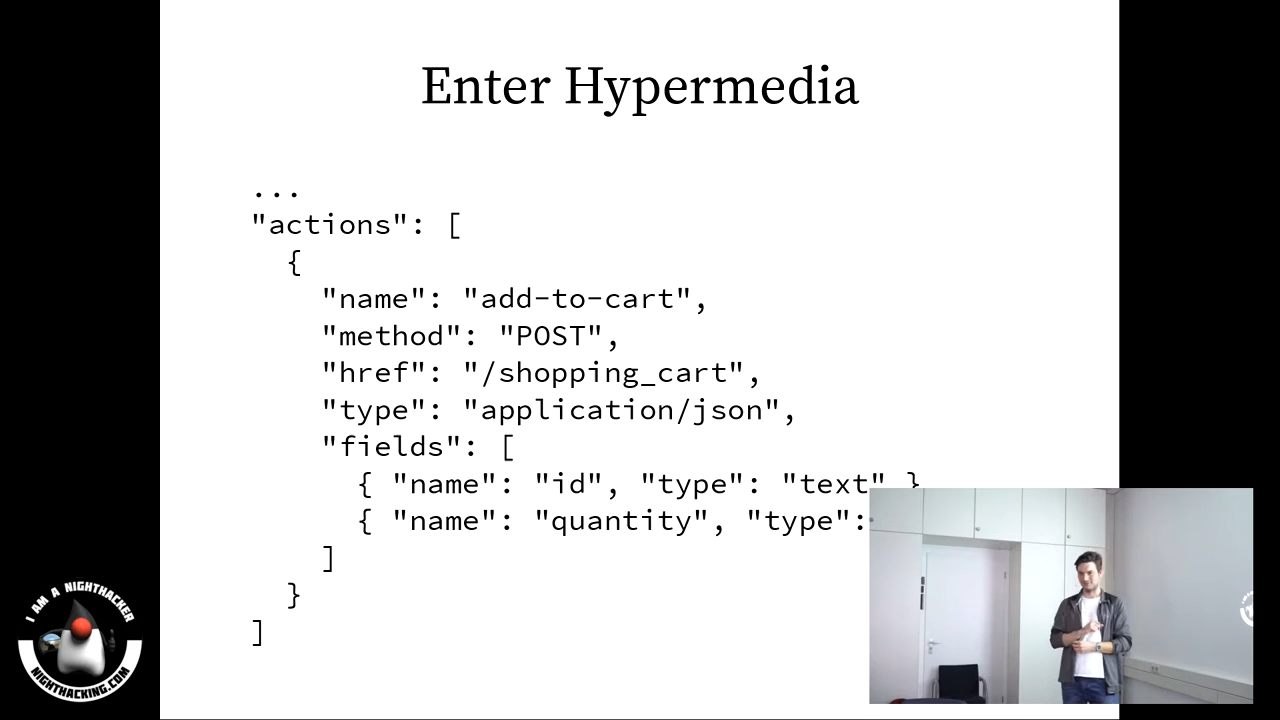 Enter Hypermedia
...
"actions": [
{
"name": "add-to-cart",
"method": "POST",
"href": "/shopping_cart",
"type": "application/json",
"fields": [
{ "name": "id", "type": "text" }
{ "name": "quantity", "type":
]
}
]
I AM A NIGHTHACKER
NIGHTHACKING.COM